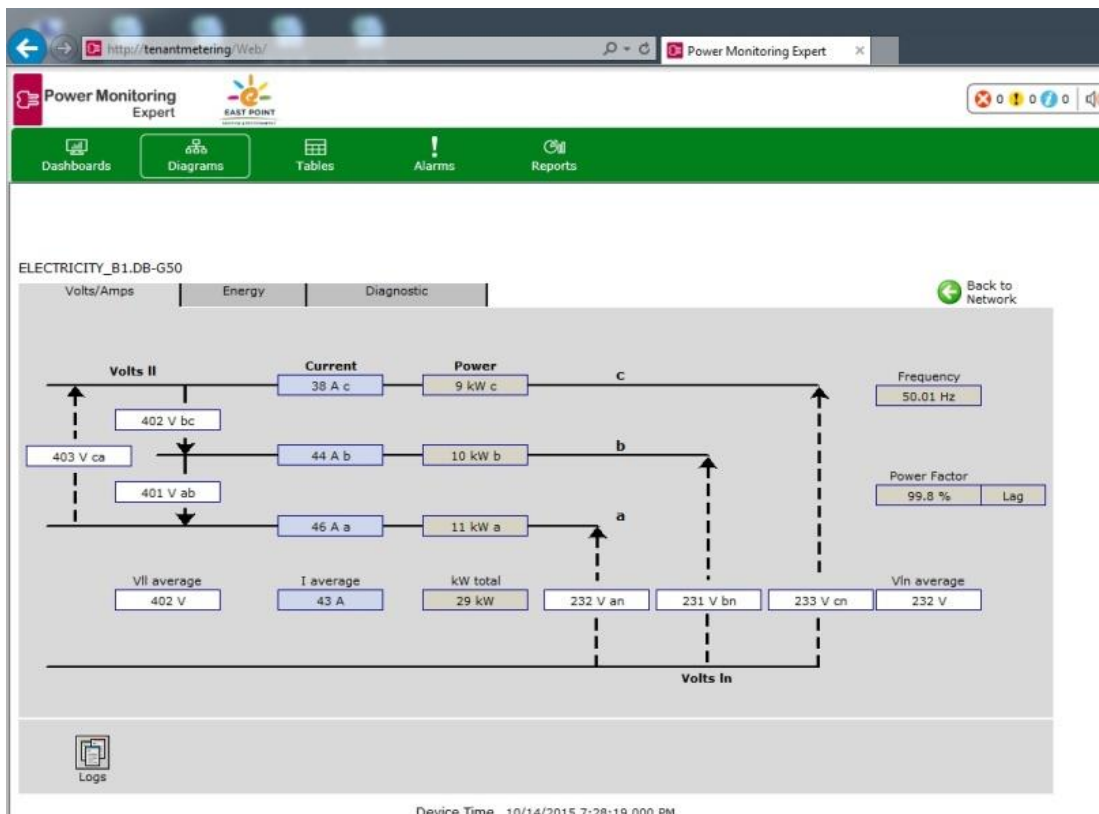 http://tenantmetering/Web/
Power Monitoring Expert
Power Monitoring
Expert
EAST POINT
0 0 0
Dashboards Diagrams Tables Alarms Reports
ELECTRICITY_B1.DB-G50
Volts/Amps Energy Diagnostic
Back to
Network
Volts ll Current Power
38 A c 9 kW c c
Frequency
50.01 Hz
402 V bc
b
403 V ca 44 A b 10 kW b
Power Factor
401 V ab 99.8 % Lag
a
46 A a 11 kW a
Vll average I average kW total Vln average
402 V 43 A 29 kW 232 V an 231 V bn 233 V cn 232 V
Volts ln
Logs
Device Time 10/14/2015 7:28:19.000 PM